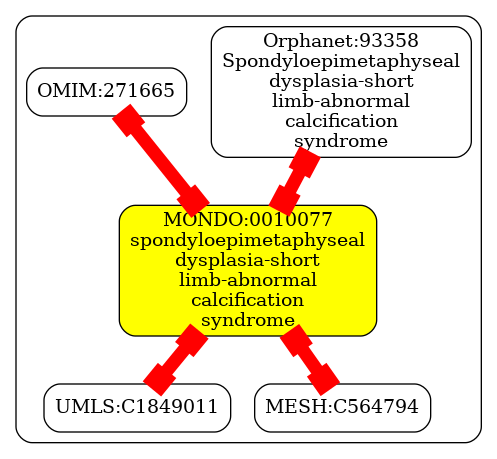 OMIM:271665
Orphanet:93358
Spondyloepimetaphyseal
dysplasia-short
limb-abnormal
calcification
syndrome
MONDO:0010077
spondyloepimetaphyseal
dysplasia-short
limb-abnormal
calcification
syndrome
UMLS:C1849011
MESH:C564794